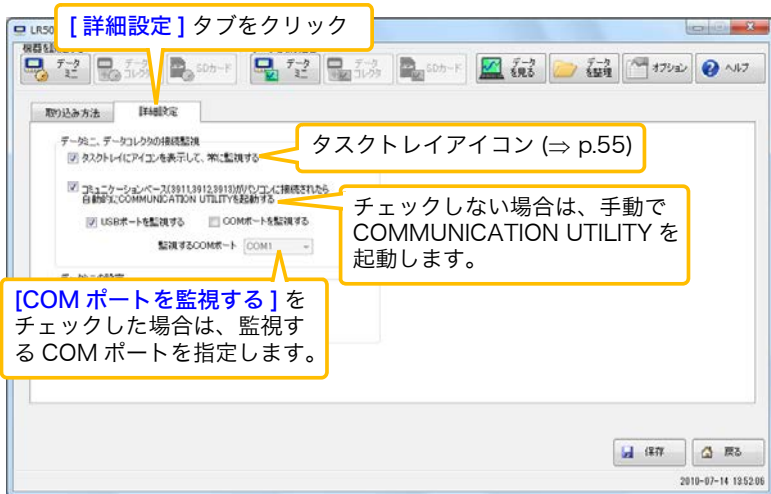 [ 詳細設定 ] タブをクリック
LR50
機器を
データ
ミニ
データ
コレクタ
SDカード
データ
ミニ
データ
コレクタ
SDカード
データ
を見る
データ
を整理
オプション
ヘルプ
取り込み方法
詳細設定
データミニ、データコレクタの接続監視
タスクトレイにアイコンを表示して、常に監視する
タスクトレイアイコン (⇒ p.55)
コミュニケーションベース(3911,3912,3913)がパソコンに接続されたら
自動的にCOMMUNICATION UTILITYを起動する
チェックしない場合は、手動で
COMMUNICATION UTILITY を
起動します。
USBポートを監視する
COMポートを監視する
監視するCOMポート
COM1
[COM ポートを監視する ] を
チェックした場合は、監視す
る COM ポートを指定します。
保存
戻る
2010-07-14 13:52:06